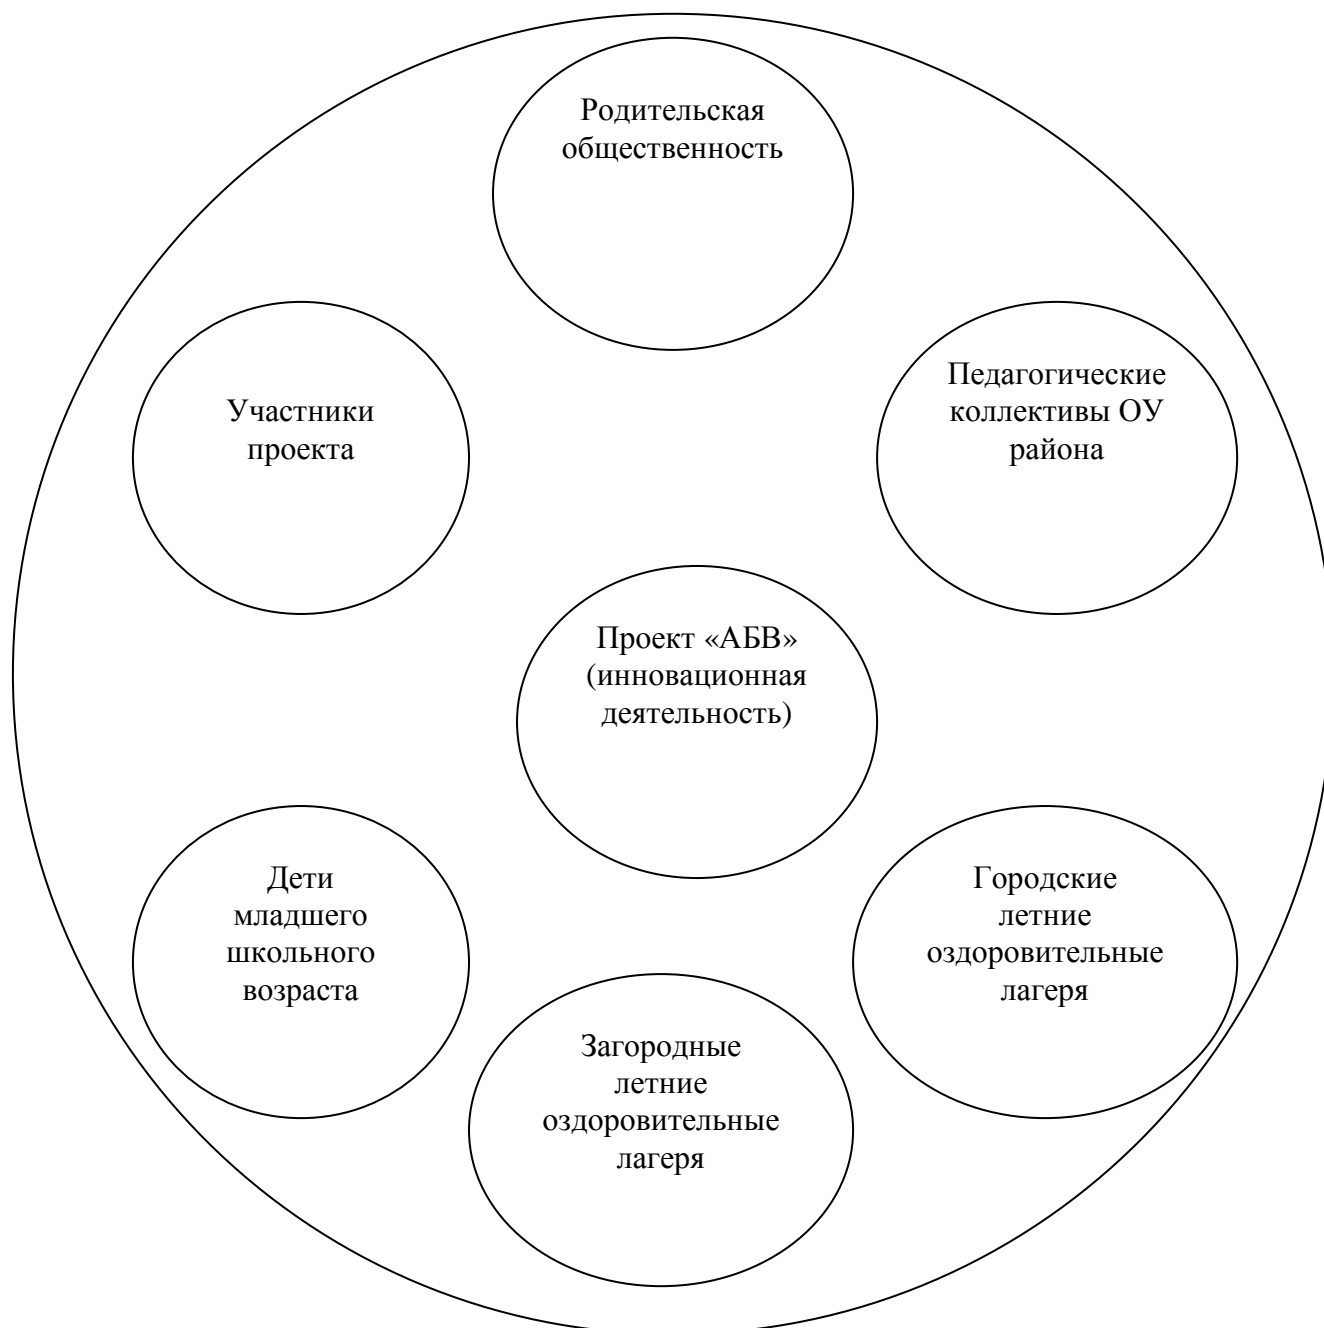 Родительская
общественность
Участники
проекта
Педагогические
коллективы ОУ
района
Проект «АБВ»
(инновационная
деятельность)
Дети
младшего
школьного
возраста
Городские
летние
оздоровительные
лагеря
Загородные
летние
оздоровительные
лагеря